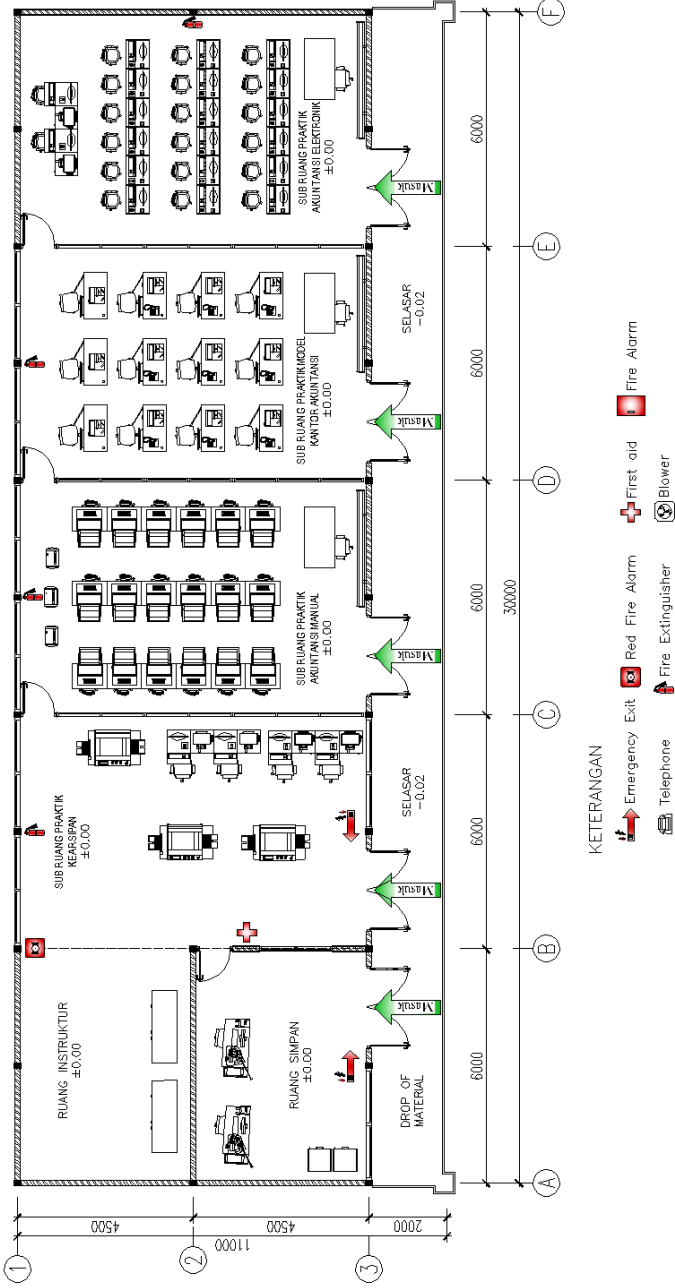 RUANG INSTRUKTUR
±0.00
SUB RUANG PRAKTIK
KEARSIPAN
±0.00
SUB RUANG PRAKTIK
AKUNTANSI MANUAL
±0.00
SUB RUANG PRAKTIK MODEL
KANTOR AKUNTANSI
±0.00
SUB RUANG PRAKTIK
AKUNTANSI ELEKTRONIK
±0.00
RUANG SIMPAN
±0.00
DROP OF
MATERIAL
Masuk
Masuk
Masuk
Masuk
Masuk
SELASAR
-0.02
SELASAR
-0.02
1
2
3
4500
4500
2000
11000
6000
6000
6000
6000
6000
30000
A
B
C
D
E
F
KETERANGAN
Emergency Exit
Red Fire Alarm
First aid
Fire Alarm
Telephone
Fire Extinguisher
Blower